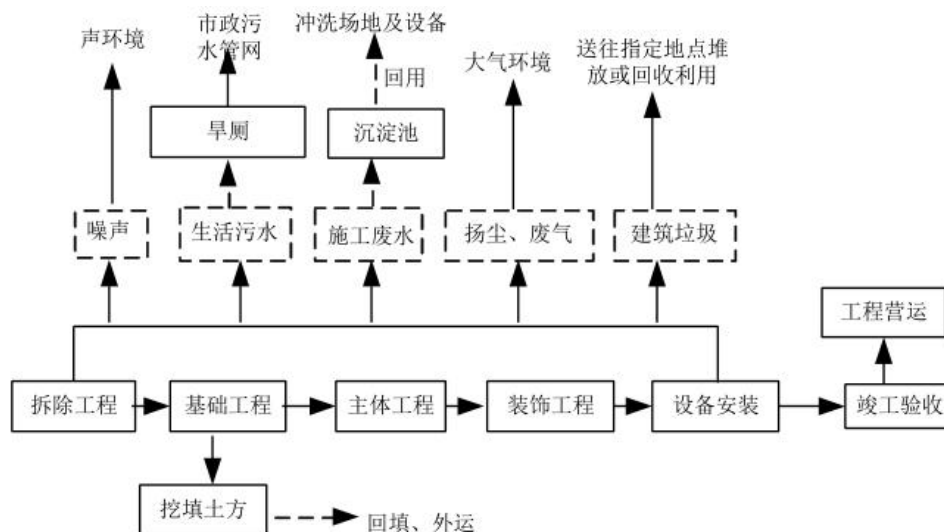 声环境
市政污
水管网
冲洗场地及设备
回用
大气环境
送往指定地点堆
放或回收利用
旱厕
沉淀池
噪声
生活污水
施工废水
扬尘、废气
建筑垃圾
工程营运
拆除工程
基础工程
主体工程
装饰工程
设备安装
竣工验收
挖填土方
回填、外运